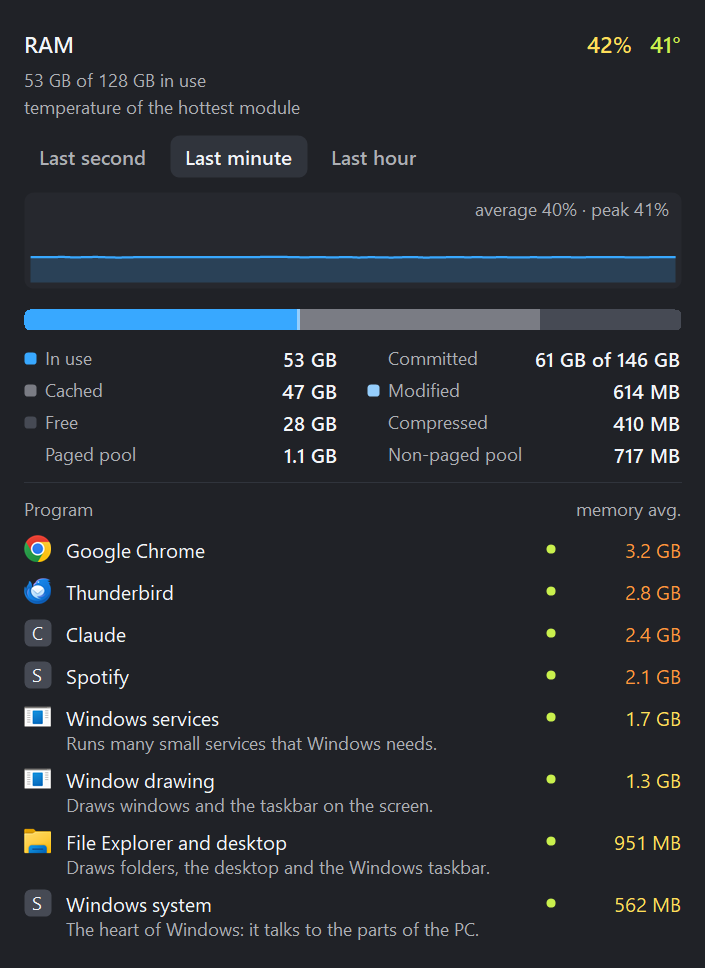 RAM 42% 41°
53 GB of 128 GB in use
temperature of the hottest module
Last second Last minute Last hour
average 40% · peak 41%
In use 53 GB Committed 61 GB of 146 GB
Cached 47 GB Modified 614 MB
Free 28 GB Compressed 410 MB
Paged pool 1.1 GB Non-paged pool 717 MB
Program memory avg.
Google Chrome 3.2 GB
Thunderbird 2.8 GB
C Claude 2.4 GB
S Spotify 2.1 GB
Windows services 1.7 GB
Runs many small services that Windows needs.
Window drawing 1.3 GB
Draws windows and the taskbar on the screen.
File Explorer and desktop 951 MB
Draws folders, the desktop and the Windows taskbar.
S Windows system 562 MB
The heart of Windows: it talks to the parts of the PC.